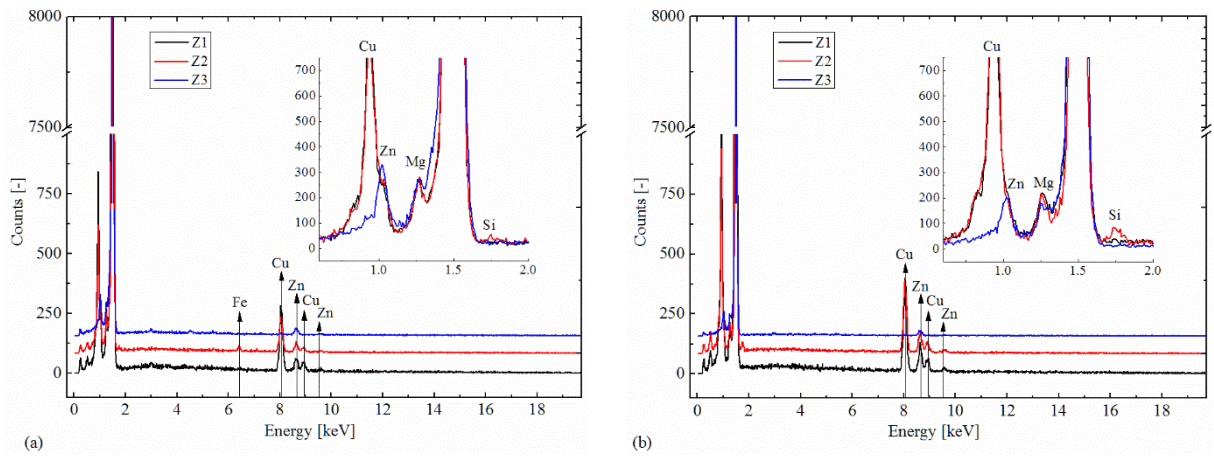 8000
7500
750
500
250
0
Counts [-]
Z1
Z2
Z3
700
600
500
400
300
200
100
0
1.0
1.5
2.0
Cu
Zn
Mg
Si
Fe
Cu
Zn
Cu
Zn
0 2 4 6 8 10 12 14 16 18
Energy [keV]
(a)
8000
7500
750
500
250
0
Counts [-]
Z1
Z2
Z3
700
600
500
400
300
200
100
0
1.0
1.5
2.0
Cu
Zn
Mg
Si
Cu
Zn
Cu
Zn
0 2 4 6 8 10 12 14 16 18
Energy [keV]
(b)